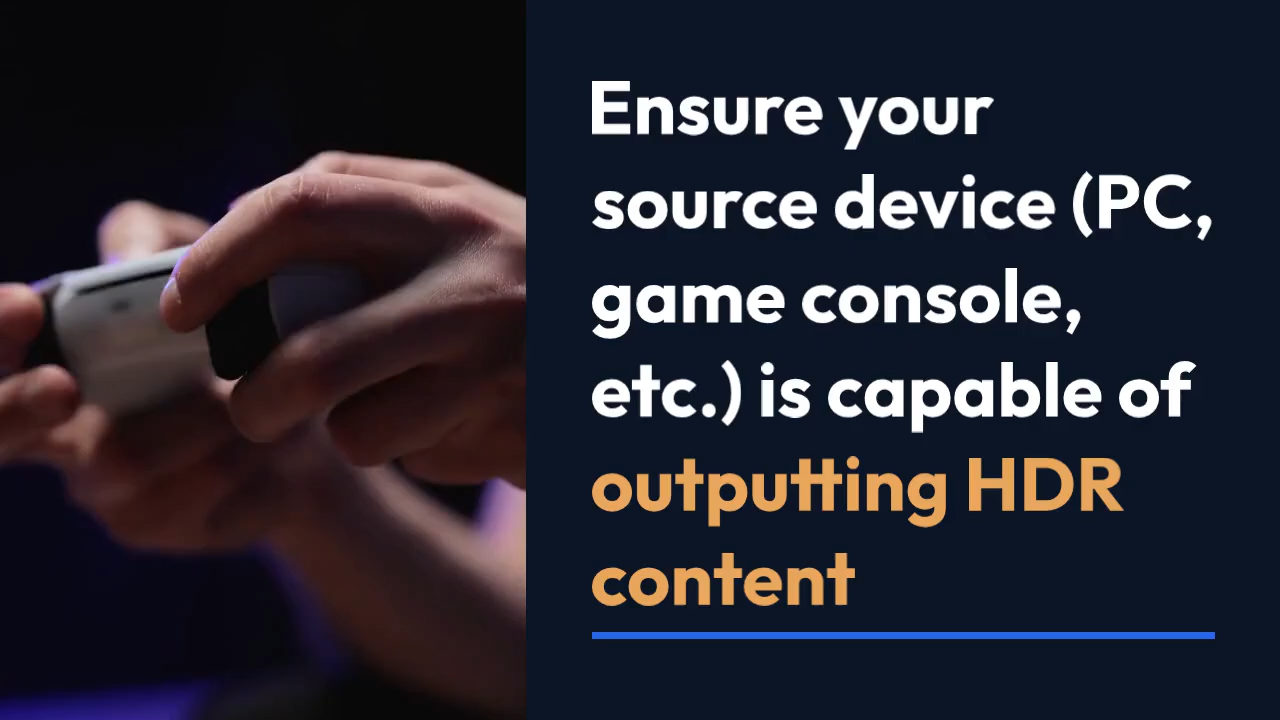 Ensure your
source device (PC,
game console,
etc.) is capable of
outputting HDR
content